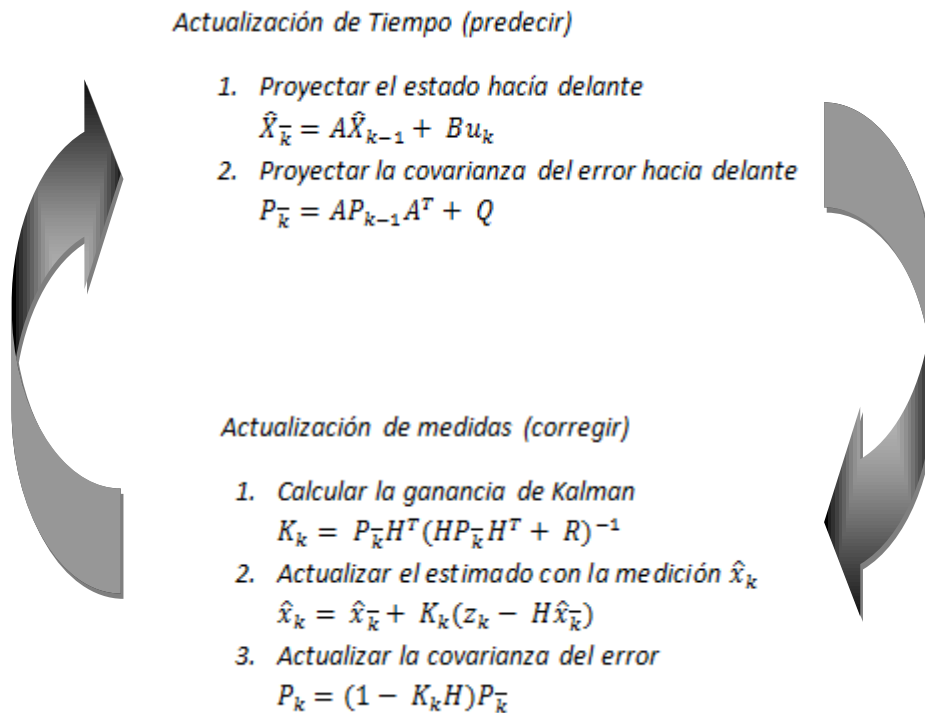 Actualización de Tiempo (predecir)
1. Proyectar el estado hacía delante
X̂_k̅ = AX̂_{k−1} + Bu_k
2. Proyectar la covarianza del error hacia delante
P_k̅ = AP_{k−1}A^T + Q
Actualización de medidas (corregir)
1. Calcular la ganancia de Kalman
K_k = P_k̅H^T(HP_k̅H^T + R)^{−1}
2. Actualizar el estimado con la medición x̂_k
x̂_k = x̂_k̅ + K_k(z_k − Hx̂_k̅)
3. Actualizar la covarianza del error
P_k = (1 − K_kH)P_k̅